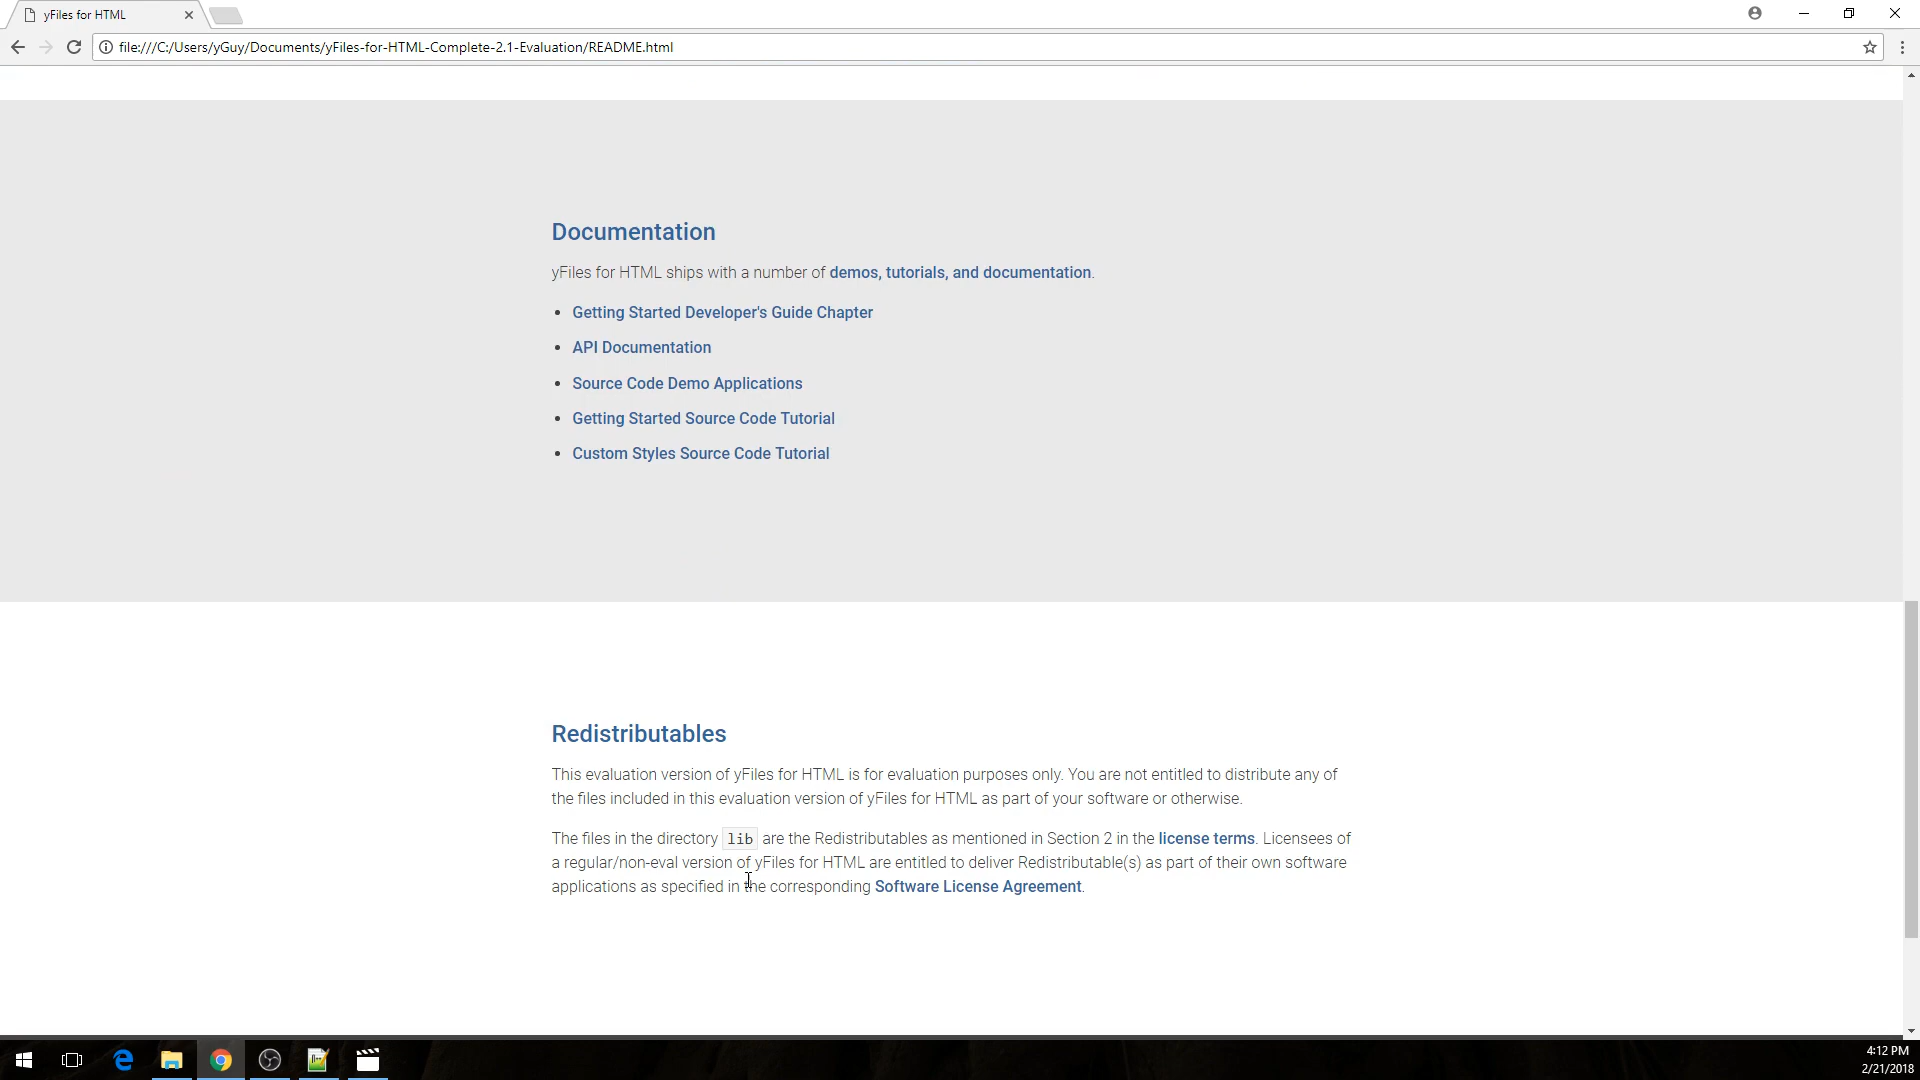 yFiles for HTML
file:///C:/Users/yGuy/Documents/yFiles-for-HTML-Complete-2.1-Evaluation/README.html
Documentation
yFiles for HTML ships with a number of demos, tutorials, and documentation.
Getting Started Developer's Guide Chapter
API Documentation
Source Code Demo Applications
Getting Started Source Code Tutorial
Custom Styles Source Code Tutorial
Redistributables
This evaluation version of yFiles for HTML is for evaluation purposes only. You are not entitled to distribute any of
the files included in this evaluation version of yFiles for HTML as part of your software or otherwise.
The files in the directory lib are the Redistributables as mentioned in Section 2 in the license terms. Licensees of
a regular/non-eval version of yFiles for HTML are entitled to deliver Redistributable(s) as part of their own software
applications as specified in the corresponding Software License Agreement.
4:12 PM
2/21/2018